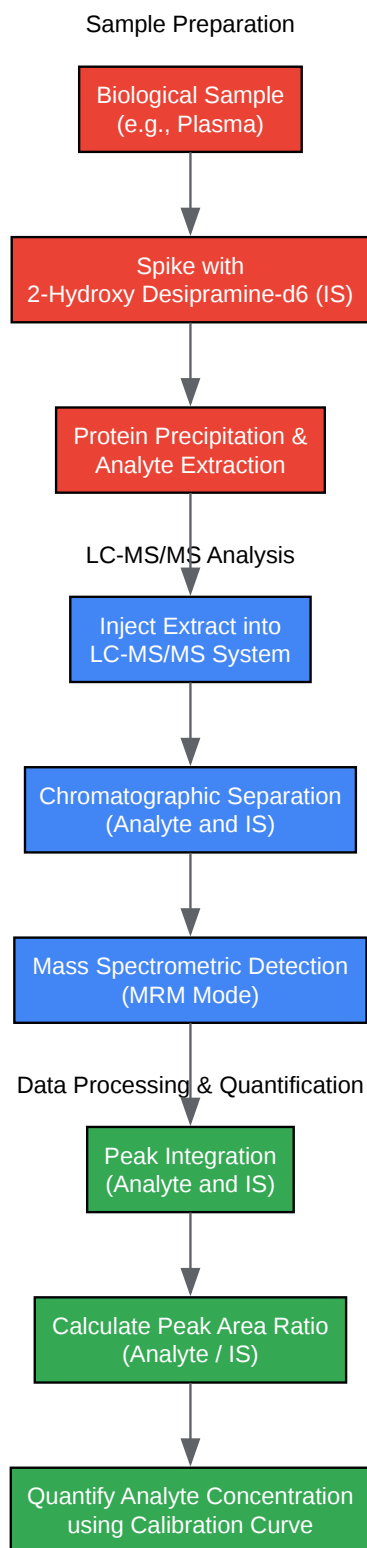 Sample Preparation
Biological Sample
(e.g., Plasma)
Spike with
2-Hydroxy Desipramine-d6 (IS)
Protein Precipitation &
Analyte Extraction
LC-MS/MS Analysis
Inject Extract into
LC-MS/MS System
Chromatographic Separation
(Analyte and IS)
Mass Spectrometric Detection
(MRM Mode)
Data Processing & Quantification
Peak Integration
(Analyte and IS)
Calculate Peak Area Ratio
(Analyte / IS)
Quantify Analyte Concentration
using Calibration Curve